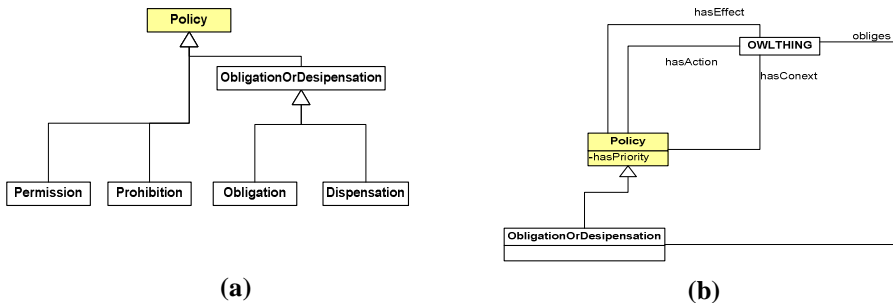 Policy
ObligationOrDesipensation
Permission
Prohibition
Obligation
Dispensation
(a)
hasEffect
OWLTHING
obliges
hasAction
hasConext
Policy
-hasPriority
ObligationOrDesipensation
(b)